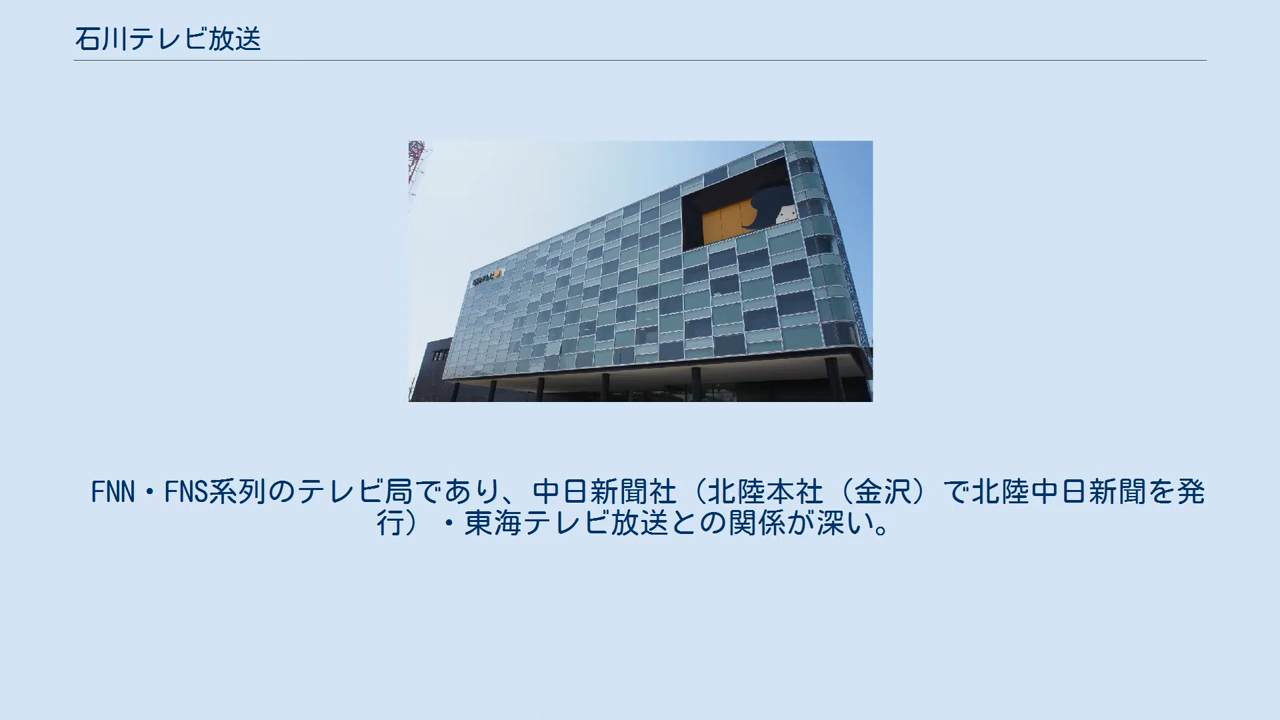 石川テレビ放送
FNN・FNS系列のテレビ局であり、中日新聞社（北陸本社（金沢）で北陸中日新聞を発
行）・東海テレビ放送との関係が深い。